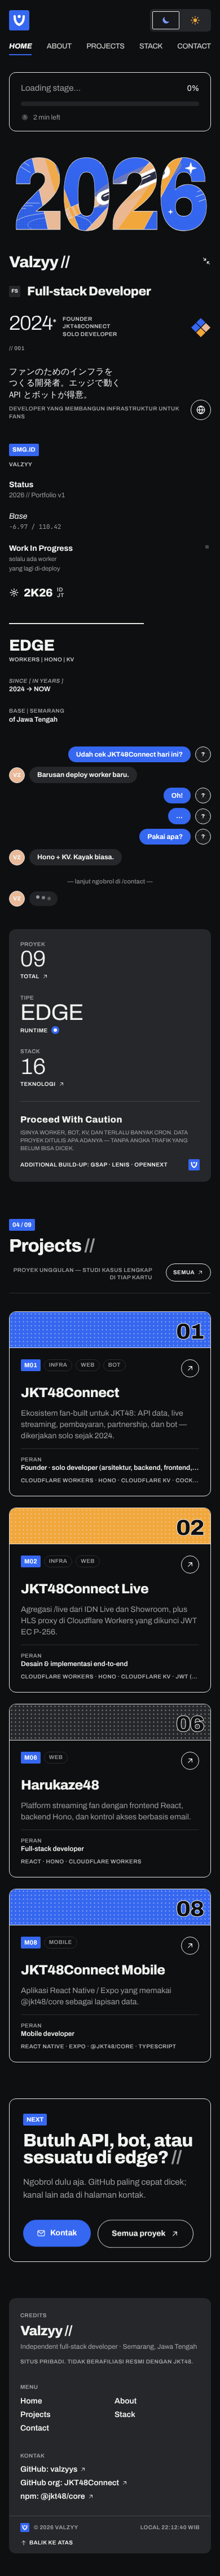 HOME ABOUT PROJECTS STACK CONTACT
Loading stage... 0%
2 min left
2026
Valzyy //
FS Full-stack Developer
2024* FOUNDER
JKT48CONNECT
SOLO DEVELOPER
// 001
ファンのためのインフラを
つくる開発者。エッジで動く
API とボットが得意。
DEVELOPER YANG MEMBANGUN INFRASTRUKTUR UNTUK
FANS
SMG.ID
VALZYY
Status
2026 // Portfolio v1
Base
-6.97 / 110.42
Work In Progress
selalu ada worker
yang lagi di-deploy
2K26 ID
JT
EDGE
WORKERS | HONO | KV
SINCE [ IN YEARS ]
2024 → NOW
BASE | SEMARANG
of Jawa Tengah
Udah cek JKT48Connect hari ini? ?
VZ Barusan deploy worker baru.
Oh! ?
... ?
Pakai apa? ?
VZ Hono + KV. Kayak biasa.
— lanjut ngobrol di /contact —
VZ
PROYEK
09
TOTAL ↗
TIPE
EDGE
RUNTIME
STACK
16
TEKNOLOGI ↗
Proceed With Caution
ISINYA WORKER, BOT, KV, DAN TERLALU BANYAK CRON. DATA
PROYEK DITULIS APA ADANYA — TANPA ANGKA TRAFIK YANG
BELUM BISA DICEK.
ADDITIONAL BUILD-UP: GSAP · LENIS · OPENNEXT
04 / 09
Projects //
PROYEK UNGGULAN — STUDI KASUS LENGKAP
DI TIAP KARTU
SEMUA ↗
01
M01 INFRA WEB BOT
JKT48Connect
Ekosistem fan-built untuk JKT48: API data, live
streaming, pembayaran, partnership, dan bot —
dikerjakan solo sejak 2024.
PERAN
Founder · solo developer (arsitektur, backend, frontend,...
CLOUDFLARE WORKERS · HONO · CLOUDFLARE KV · COCK...
02
M02 INFRA WEB
JKT48Connect Live
Agregasi /live dari IDN Live dan Showroom, plus
HLS proxy di Cloudflare Workers yang dikunci JWT
EC P-256.
PERAN
Desain & implementasi end-to-end
CLOUDFLARE WORKERS · HONO · CLOUDFLARE KV · JWT (...
06
M06 WEB
Harukaze48
Platform streaming fan dengan frontend React,
backend Hono, dan kontrol akses berbasis email.
PERAN
Full-stack developer
REACT · HONO · CLOUDFLARE WORKERS
08
M08 MOBILE
JKT48Connect Mobile
Aplikasi React Native / Expo yang memakai
@jkt48/core sebagai lapisan data.
PERAN
Mobile developer
REACT NATIVE · EXPO · @JKT48/CORE · TYPESCRIPT
NEXT
Butuh API, bot, atau
sesuatu di edge? //
Ngobrol dulu aja. GitHub paling cepat dicek;
kanal lain ada di halaman kontak.
Kontak Semua proyek ↗
CREDITS
Valzyy //
Independent full-stack developer · Semarang, Jawa Tengah
SITUS PRIBADI. TIDAK BERAFILIASI RESMI DENGAN JKT48.
MENU
Home About
Projects Stack
Contact
KONTAK
GitHub: valzyys ↗
GitHub org: JKT48Connect ↗
npm: @jkt48/core ↗
© 2026 VALZYY LOCAL 22:12:40 WIB
↑ BALIK KE ATAS